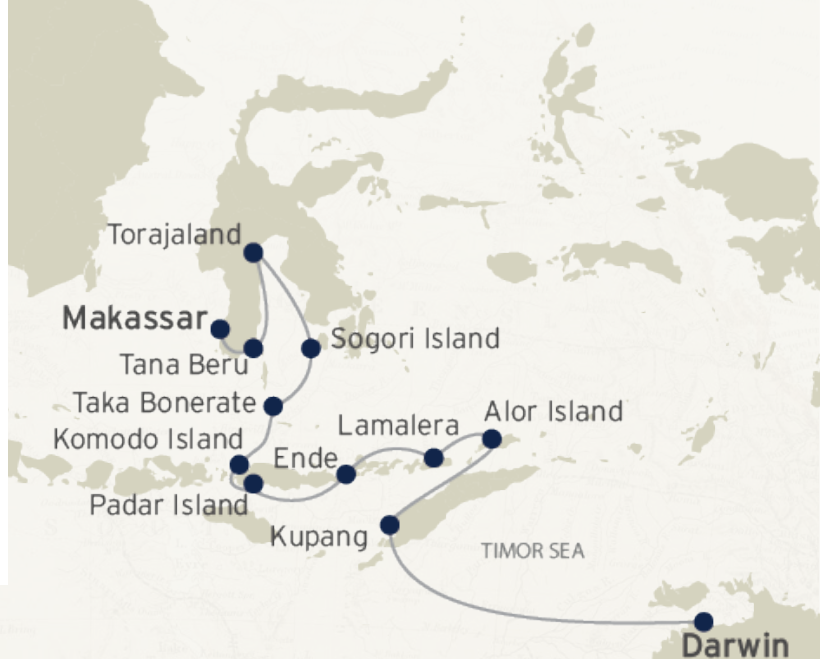 Torajaland
Makassar
Sogori Island
Tana Beru
Taka Bonerate
Alor Island
Lamalera
Komodo Island
Ende
Padar Island
Kupang
TIMOR SEA
Darwin